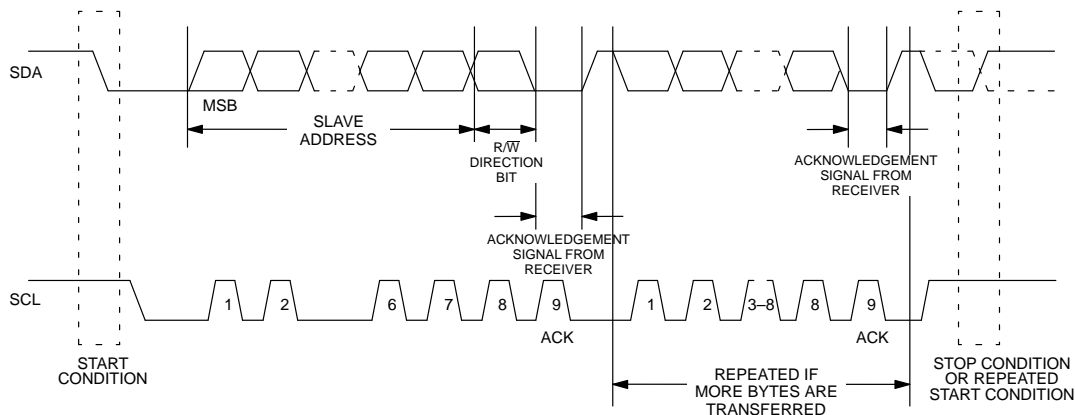 SDA
MSB
SLAVE
ADDRESS
R/W̅
DIRECTION
BIT
ACKNOWLEDGEMENT
SIGNAL FROM
RECEIVER
ACKNOWLEDGEMENT
SIGNAL FROM
RECEIVER
SCL
1 2 6 7 8 9 1 2 3–8 8 9
ACK ACK
START
CONDITION
REPEATED IF
MORE BYTES ARE
TRANSFERRED
STOP CONDITION
OR REPEATED
START CONDITION